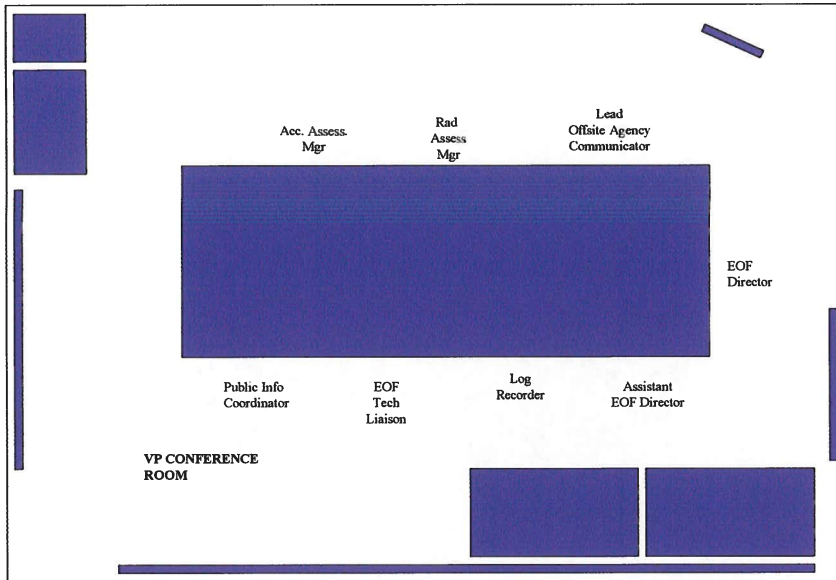 Acc. Assess.
Mgr
Rad
Assess
Mgr
Lead
Offsite Agency
Communicator
EOF
Director
Public Info
Coordinator
EOF
Tech
Liaison
Log
Recorder
Assistant
EOF Director
VP CONFERENCE
ROOM